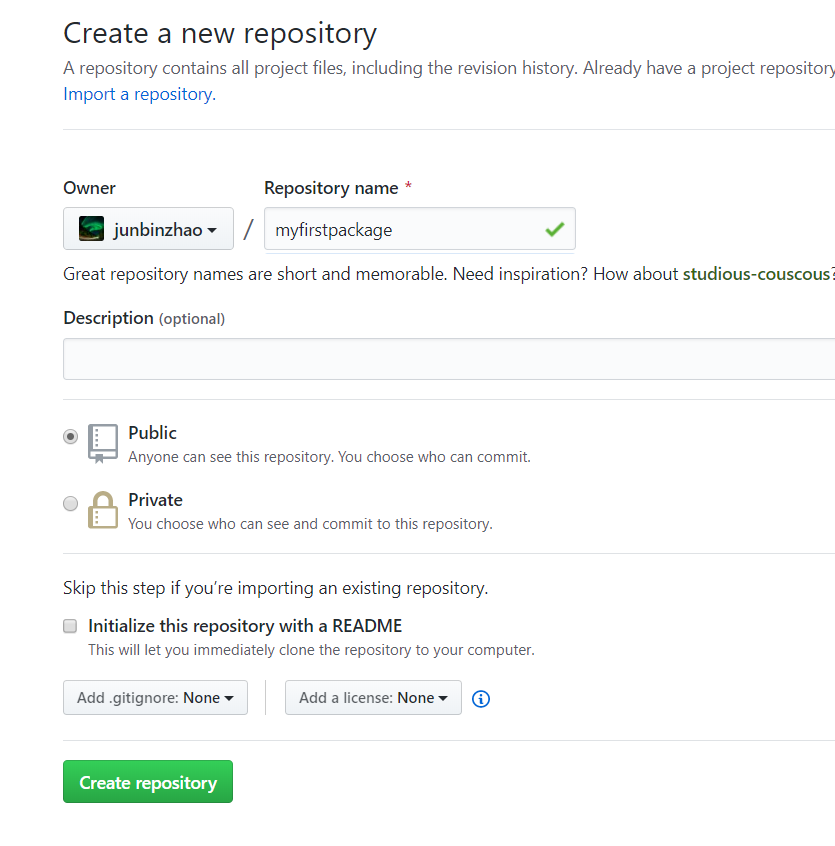 Create a new repository
A repository contains all project files, including the revision history. Already have a project repository
Import a repository.
Owner Repository name *
junbinzhao / myfirstpackage
Great repository names are short and memorable. Need inspiration? How about studious-couscous?
Description (optional)
Public
Anyone can see this repository. You choose who can commit.
Private
You choose who can see and commit to this repository.
Skip this step if you’re importing an existing repository.
Initialize this repository with a README
This will let you immediately clone the repository to your computer.
Add .gitignore: None Add a license: None
Create repository